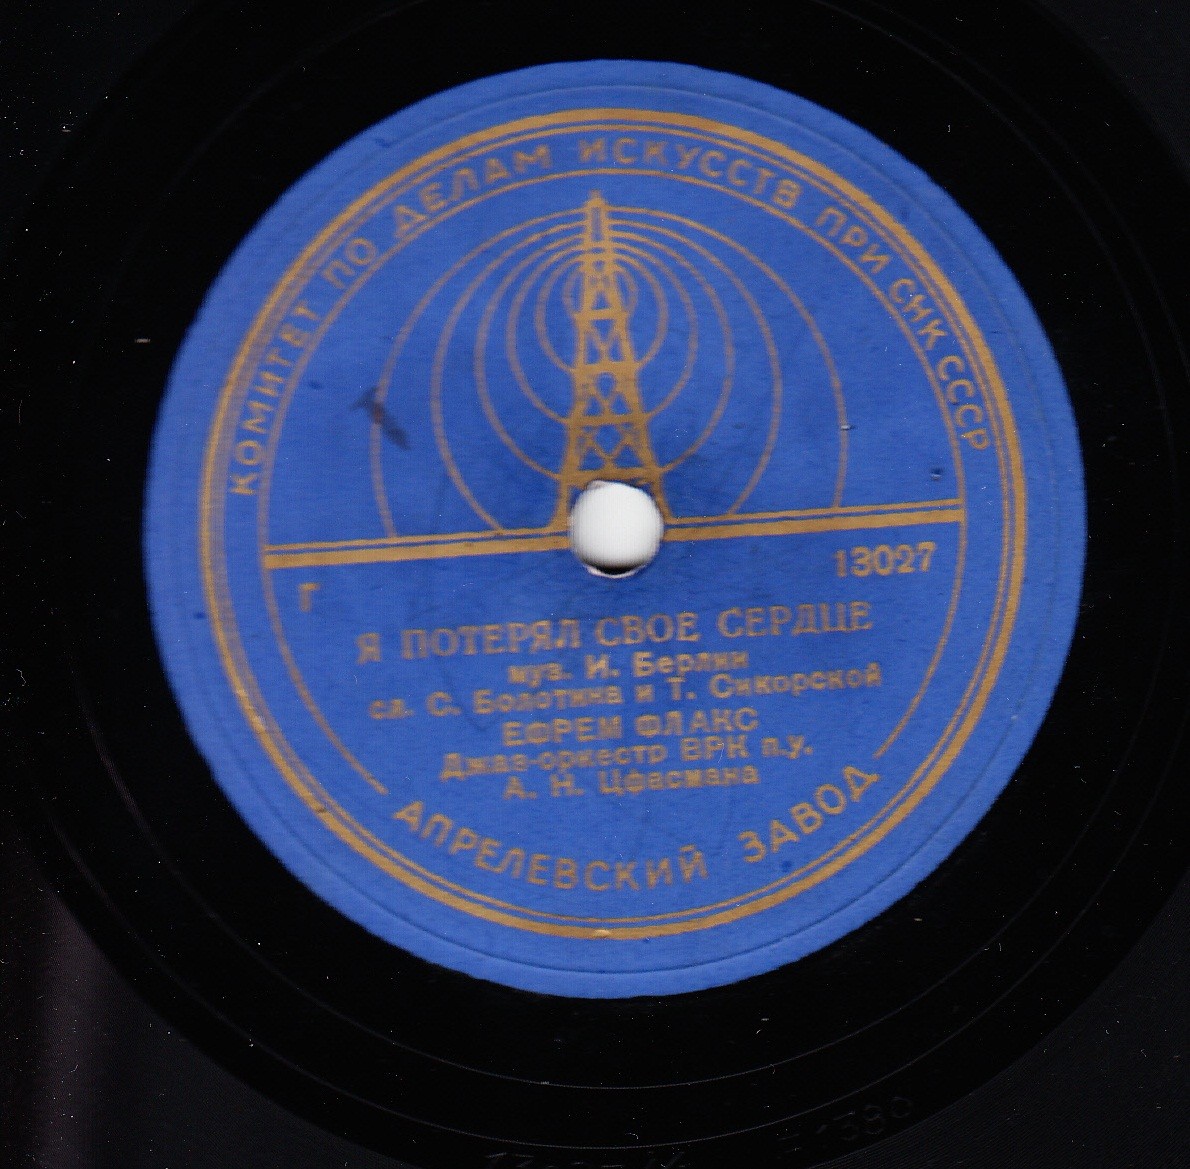 КОМИТЕТ ПО ДЕЛАМ ИСКУССТВ ПРИ СНК СССР
Г 13027
Я ПОТЕРЯЛ СВОЕ СЕРДЦЕ
муз. И. Берлин
сл. С. Болотина и Т. Сикорской
ЕФРЕМ ФЛАКС
Джаз-оркестр ВРК п.у.
А. Н. Цфасмана
АПРЕЛЕВСКИЙ ЗАВОД